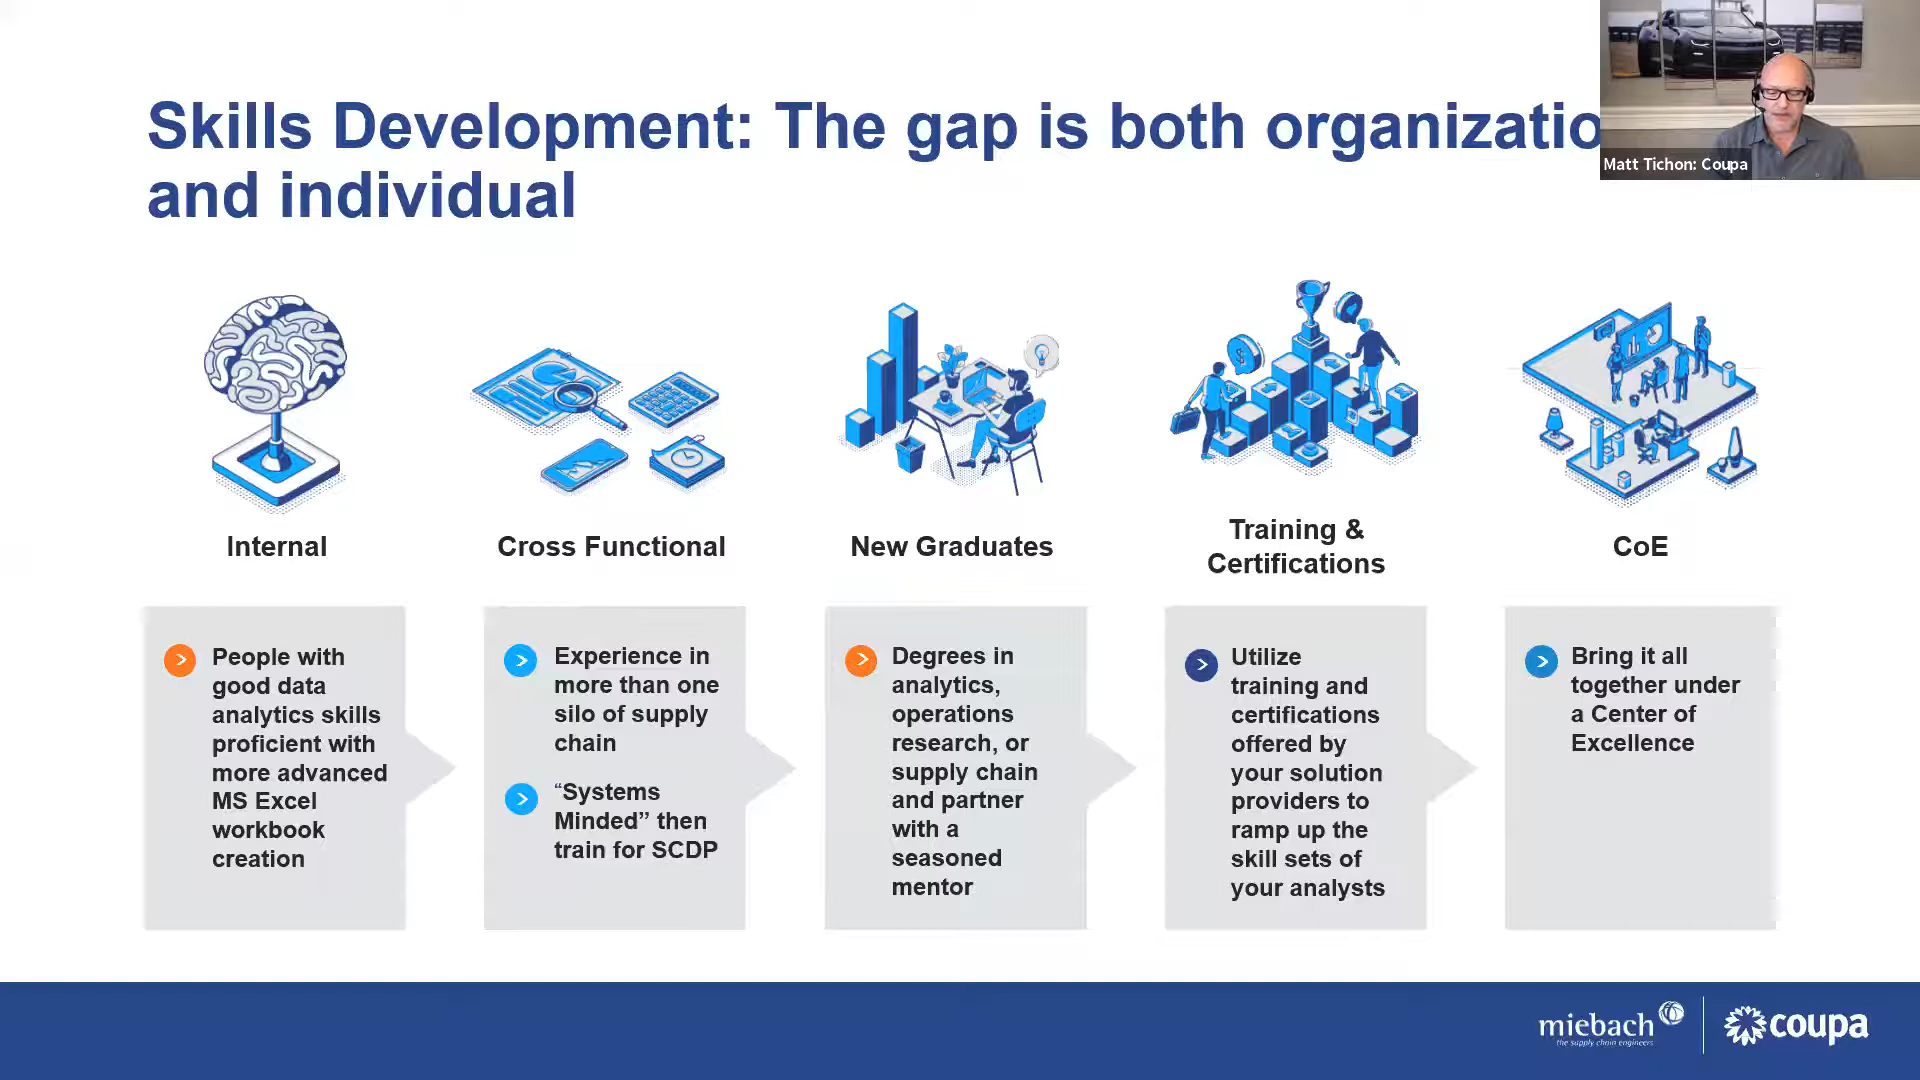 Skills Development: The gap is both organizatio
and individual
Matt Tichon: Coupa
Internal
People with
good data
analytics skills
proficient with
more advanced
MS Excel
workbook
creation
Cross Functional
Experience in
more than one
silo of supply
chain
“Systems
Minded” then
train for SCDP
New Graduates
Degrees in
analytics,
operations
research, or
supply chain
and partner
with a
seasoned
mentor
Training &
Certifications
Utilize
training and
certifications
offered by
your solution
providers to
ramp up the
skill sets of
your analysts
CoE
Bring it all
together under
a Center of
Excellence
miebach
the supply chain engineers
coupa